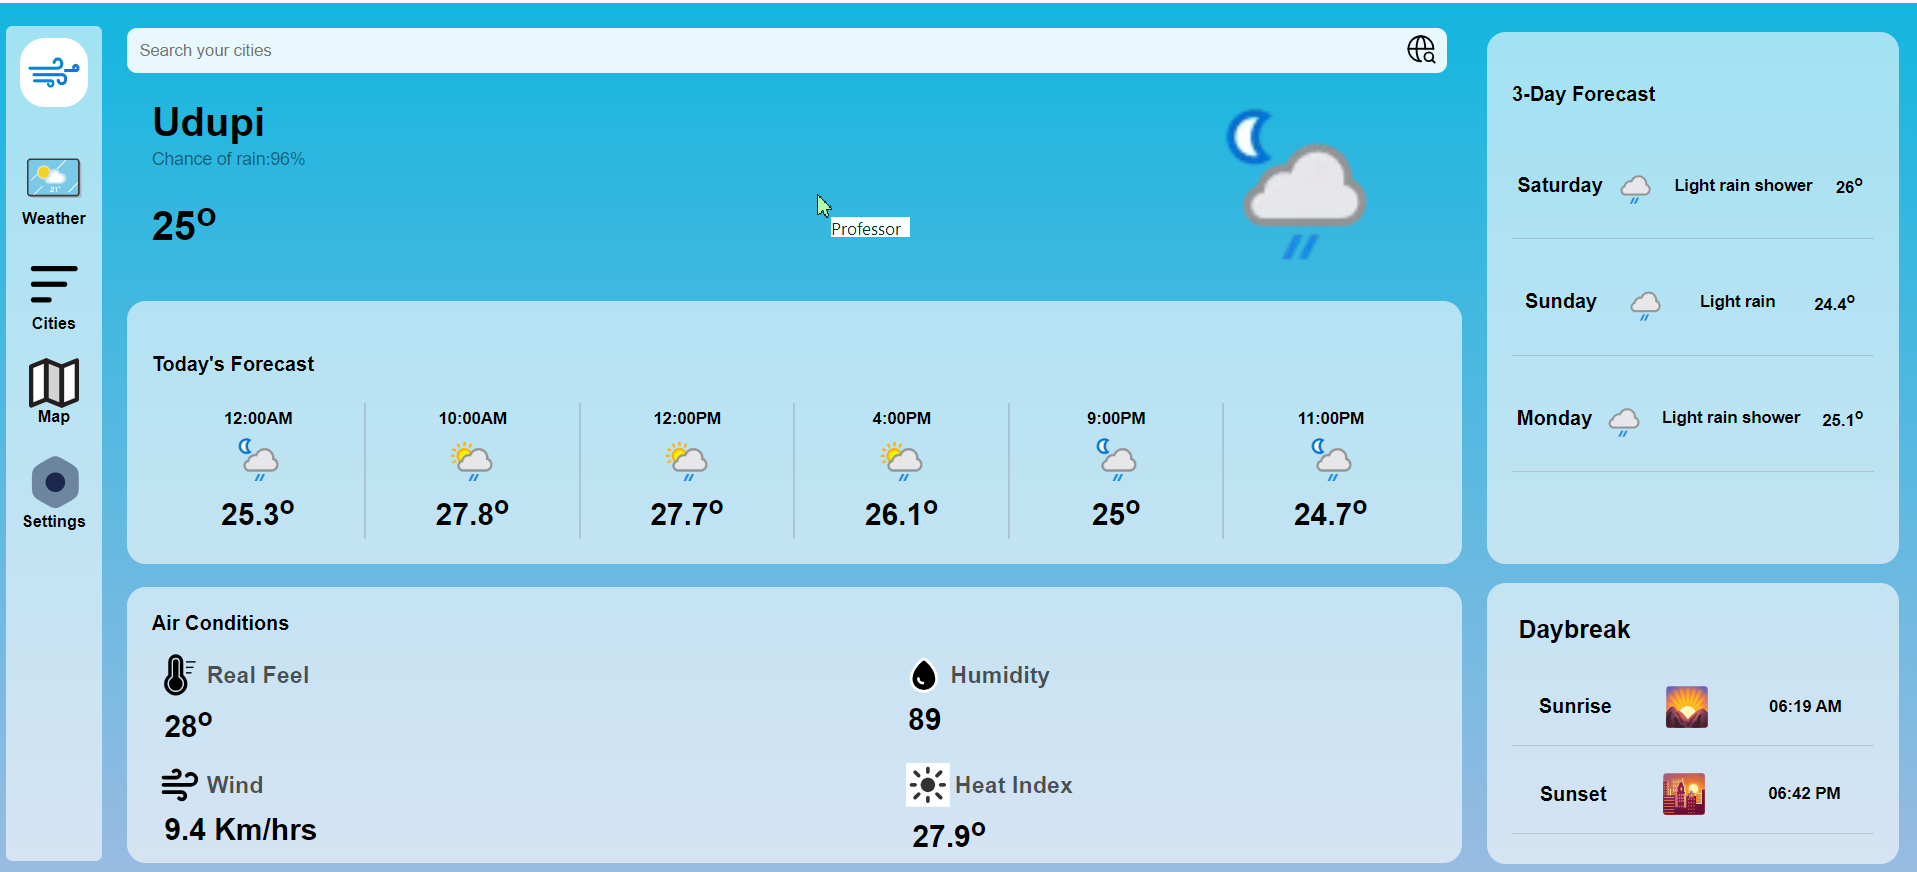 Search your cities
Udupi
Chance of rain:96%
25°
Professor
Weather
21°
Cities
Map
Settings
Today's Forecast
12:00AM 10:00AM 12:00PM 4:00PM 9:00PM 11:00PM
25.3° 27.8° 27.7° 26.1° 25° 24.7°
Air Conditions
Real Feel
28°
Humidity
89
Wind
9.4 Km/hrs
Heat Index
27.9°
3-Day Forecast
Saturday Light rain shower 26°
Sunday Light rain 24.4°
Monday Light rain shower 25.1°
Daybreak
Sunrise 06:19 AM
Sunset 06:42 PM